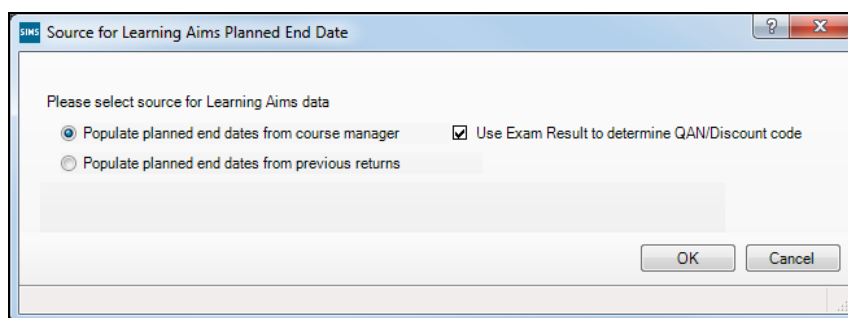 SIMS Source for Learning Aims Planned End Date
Please select source for Learning Aims data
Populate planned end dates from course manager Use Exam Result to determine QAN/Discount code
Populate planned end dates from previous returns
OK Cancel